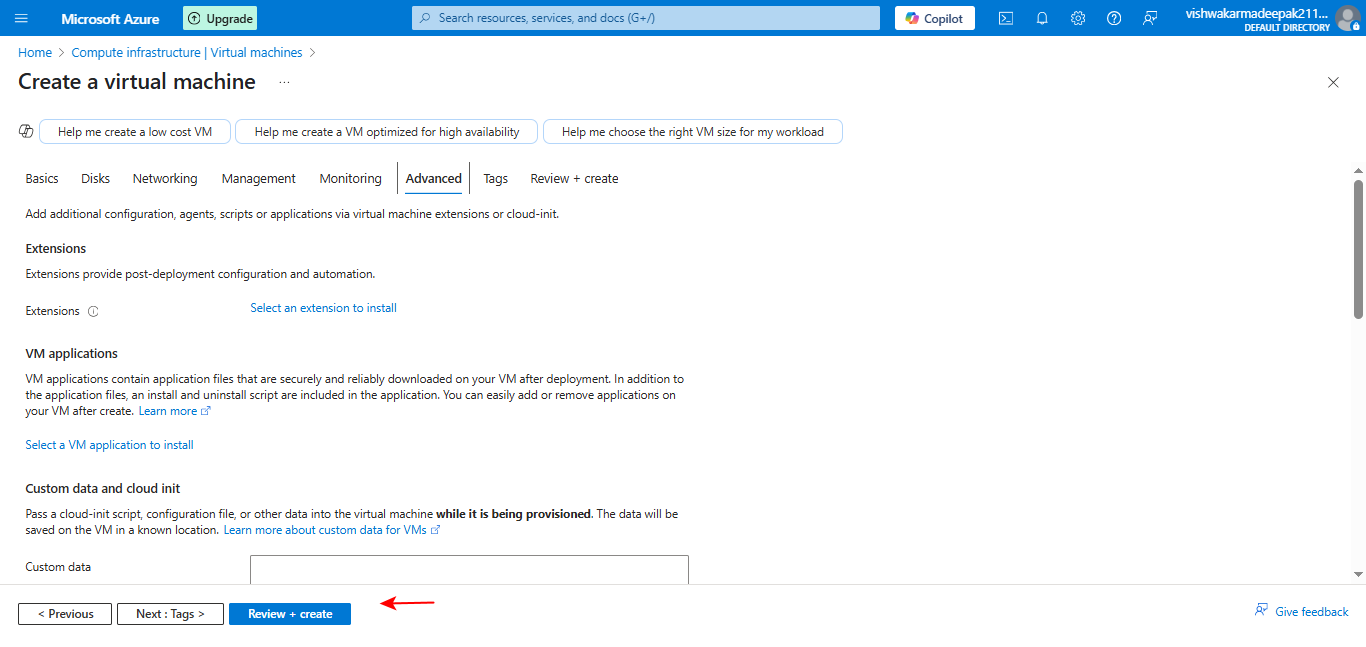 Microsoft Azure
Upgrade
Search resources, services, and docs (G+/)
Copilot
vishwakarmadeepak211...
DEFAULT DIRECTORY
Home > Compute infrastructure | Virtual machines >
Create a virtual machine ...
Help me create a low cost VM
Help me create a VM optimized for high availability
Help me choose the right VM size for my workload
Basics Disks Networking Management Monitoring Advanced Tags Review + create
Add additional configuration, agents, scripts or applications via virtual machine extensions or cloud-init.
Extensions
Extensions provide post-deployment configuration and automation.
Extensions
Select an extension to install
VM applications
VM applications contain application files that are securely and reliably downloaded on your VM after deployment. In addition to
the application files, an install and uninstall script are included in the application. You can easily add or remove applications on
your VM after create. Learn more
Select a VM application to install
Custom data and cloud init
Pass a cloud-init script, configuration file, or other data into the virtual machine while it is being provisioned. The data will be
saved on the VM in a known location. Learn more about custom data for VMs
Custom data
< Previous
Next : Tags >
Review + create
Give feedback